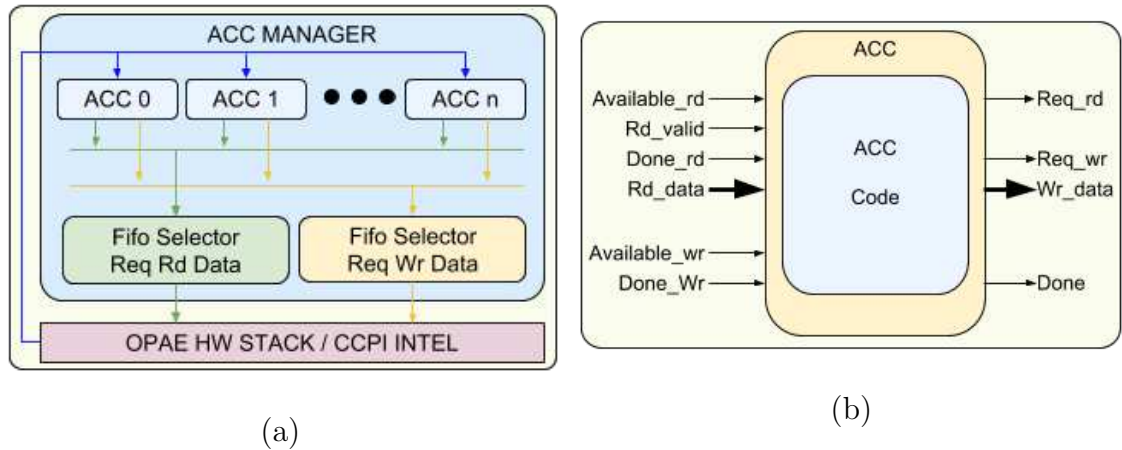 ACC MANAGER
ACC 0
ACC 1
ACC n
Fifo Selector
Req Rd Data
Fifo Selector
Req Wr Data
OPAE HW STACK / CCPI INTEL
(a)
ACC
ACC
Code
Available_rd
Rd_valid
Done_rd
Rd_data
Available_wr
Done_Wr
Req_rd
Req_wr
Wr_data
Done
(b)